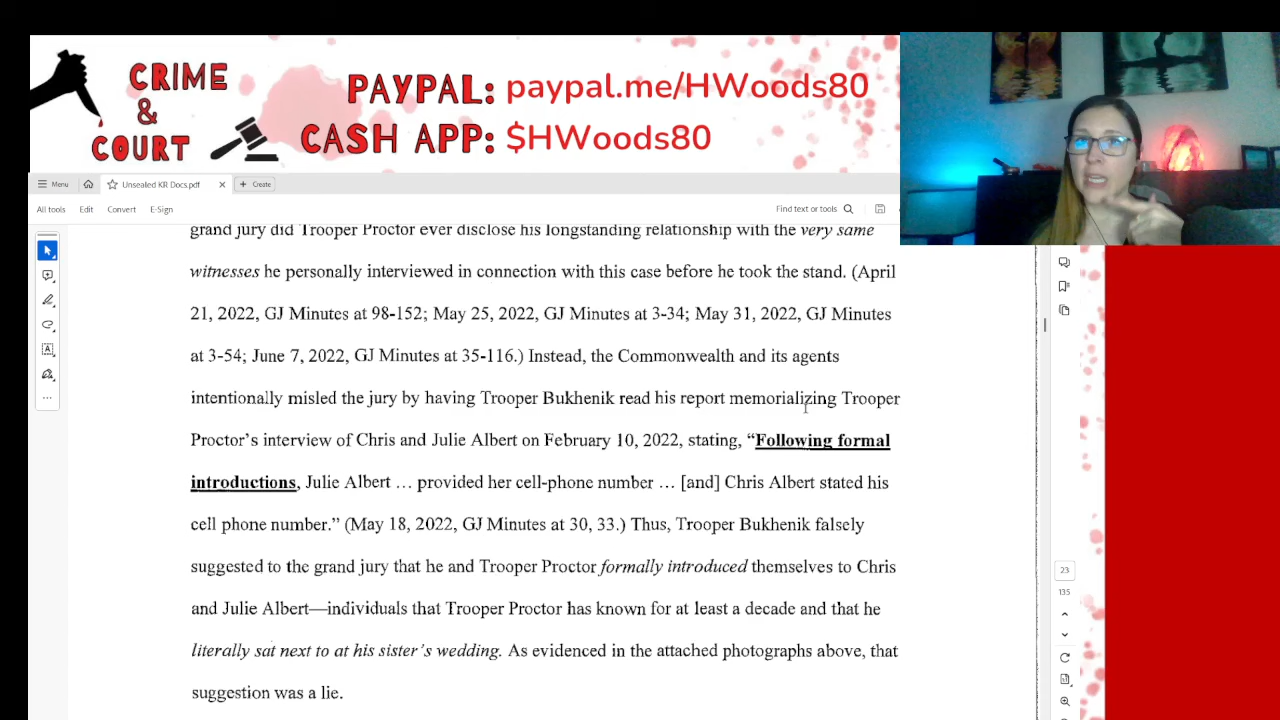 CRIME
&
COURT
PAYPAL: paypal.me/HWoods80
CASH APP: $HWoods80
Menu
Unsealed KR Docs.pdf
Create
All tools Edit Convert E-Sign
Find text or tools
grand jury did Trooper Proctor ever disclose his longstanding relationship with the very same
witnesses he personally interviewed in connection with this case before he took the stand. (April
21, 2022, GJ Minutes at 98-152; May 25, 2022, GJ Minutes at 3-34; May 31, 2022, GJ Minutes
at 3-54; June 7, 2022, GJ Minutes at 35-116.) Instead, the Commonwealth and its agents
intentionally misled the jury by having Trooper Bukhenik read his report memorializing Trooper
Proctor's interview of Chris and Julie Albert on February 10, 2022, stating, “Following formal
introductions, Julie Albert … provided her cell-phone number … [and] Chris Albert stated his
cell phone number.” (May 18, 2022, GJ Minutes at 30, 33.) Thus, Trooper Bukhenik falsely
suggested to the grand jury that he and Trooper Proctor formally introduced themselves to Chris
and Julie Albert—individuals that Trooper Proctor has known for at least a decade and that he
literally sat next to at his sister's wedding. As evidenced in the attached photographs above, that
suggestion was a lie.
23
135